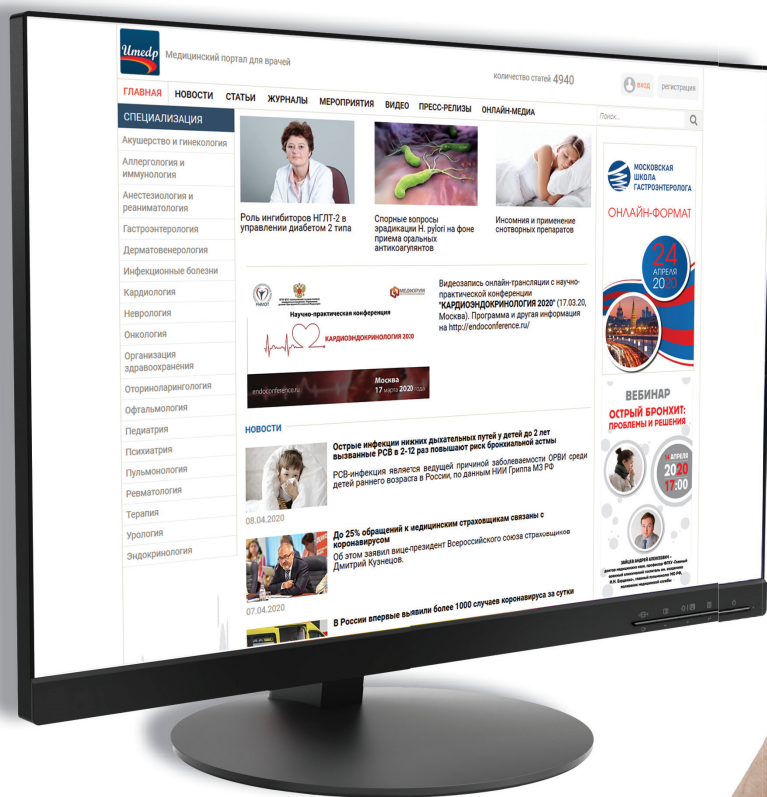 Umedp
Медицинский портал для врачей
количество статей 4940
вход
регистрация
ГЛАВНАЯ НОВОСТИ СТАТЬИ ЖУРНАЛЫ МЕРОПРИЯТИЯ ВИДЕО ПРЕСС-РЕЛИЗЫ ОНЛАЙН-МЕДИА
Поиск...
СПЕЦИАЛИЗАЦИЯ
Акушерство и гинекология
Аллергология и
иммунология
Анестезиология и
реаниматология
Гастроэнтерология
Дерматовенерология
Инфекционные болезни
Кардиология
Неврология
Онкология
Организация
здравоохранения
Оториноларингология
Офтальмология
Педиатрия
Психиатрия
Пульмонология
Ревматология
Терапия
Урология
Эндокринология
Роль ингибиторов НГЛТ-2 в
управлении диабетом 2 типа
Спорные вопросы
эрадикации H. pylori на фоне
приема оральных
антикоагулянтов
Инсомния и применение
снотворных препаратов
МЕДФОРУМ
Научно-практическая конференция
КАРДИОЭНДОКРИНОЛОГИЯ 2020
endoconference.ru
Москва
17 марта 2020 года
Видеозапись онлайн-трансляции с научно-
практической конференции
"КАРДИОЭНДОКРИНОЛОГИЯ 2020" (17.03.20,
Москва). Программа и другая информация
на http://endoconference.ru/
НОВОСТИ
Острые инфекции нижних дыхательных путей у детей до 2 лет
вызванные РСВ в 2-12 раз повышают риск бронхиальной астмы
РСВ-инфекция является ведущей причиной заболеваемости ОРВИ среди
детей раннего возраста в России, по данным НИИ Гриппа МЗ РФ
08.04.2020
До 25% обращений к медицинским страховщикам связаны с
коронавирусом
Об этом заявил вице-президент Всероссийского союза страховщиков
Дмитрий Кузнецов.
07.04.2020
В России впервые выявили более 1000 случаев коронавируса за сутки
МОСКОВСКАЯ
ШКОЛА
ГАСТРОЭНТЕРОЛОГА
ОНЛАЙН-ФОРМАТ
24
АПРЕЛЯ
2020
ВЕБИНАР
ОСТРЫЙ БРОНХИТ:
ПРОБЛЕМЫ И РЕШЕНИЯ
АПРЕЛЯ
2020
17:00
ЗАЙЦЕВ АНДРЕЙ АЛЕКСЕЕВИЧ –